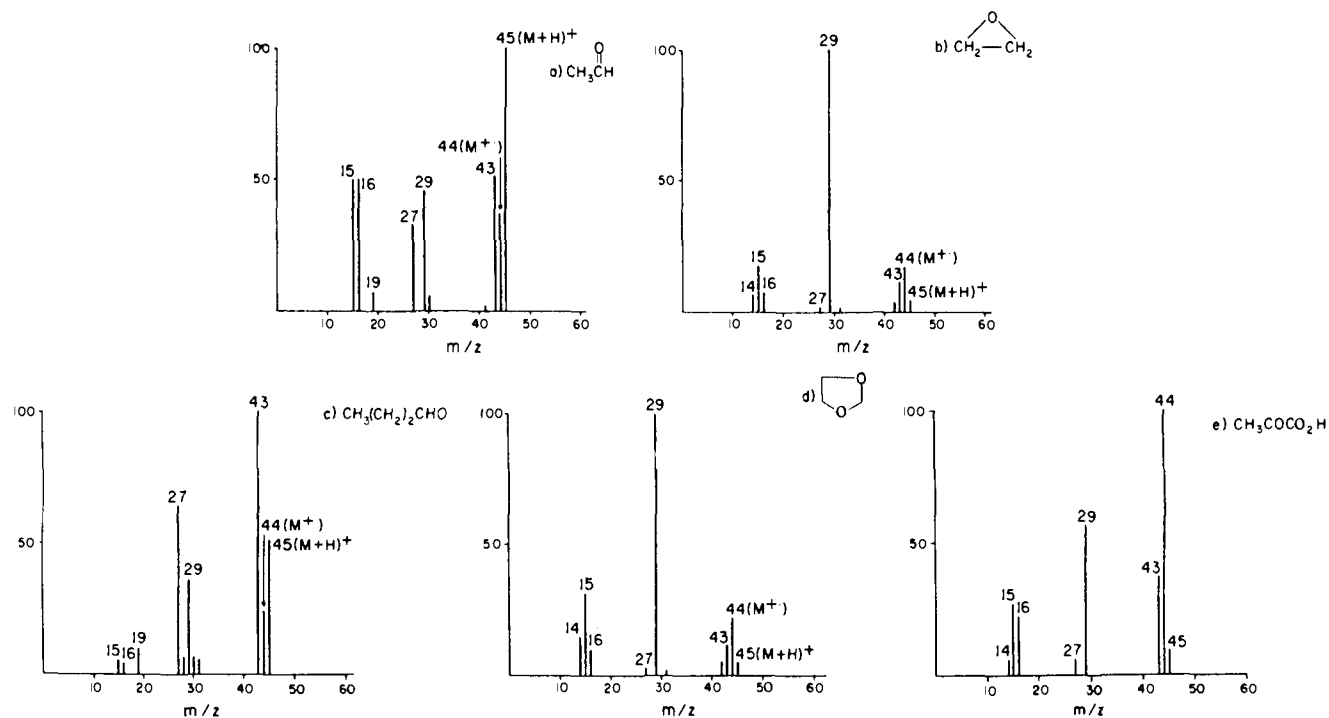 a) CH₃CH
O
100
50
15
16
19
27
29
43
44(M⁺·)
45(M+H)⁺
10 20 30 40 50 60
m/z
b) CH₂—CH₂
O
100
50
14
15
16
27
29
43
44(M⁺·)
45(M+H)⁺
10 20 30 40 50 60
m/z
c) CH₃(CH₂)₂CHO
100
50
15
16
19
27
29
43
44(M⁺)
45(M+H)⁺
10 20 30 40 50 60
m/z
d)
O
O
100
50
14
15
16
27
29
43
44(M⁺·)
45(M+H)⁺
10 20 30 40 50 60
m/z
e) CH₃COCO₂H
100
50
14
15
16
27
29
43
44
45
10 20 30 40 50 60
m/z